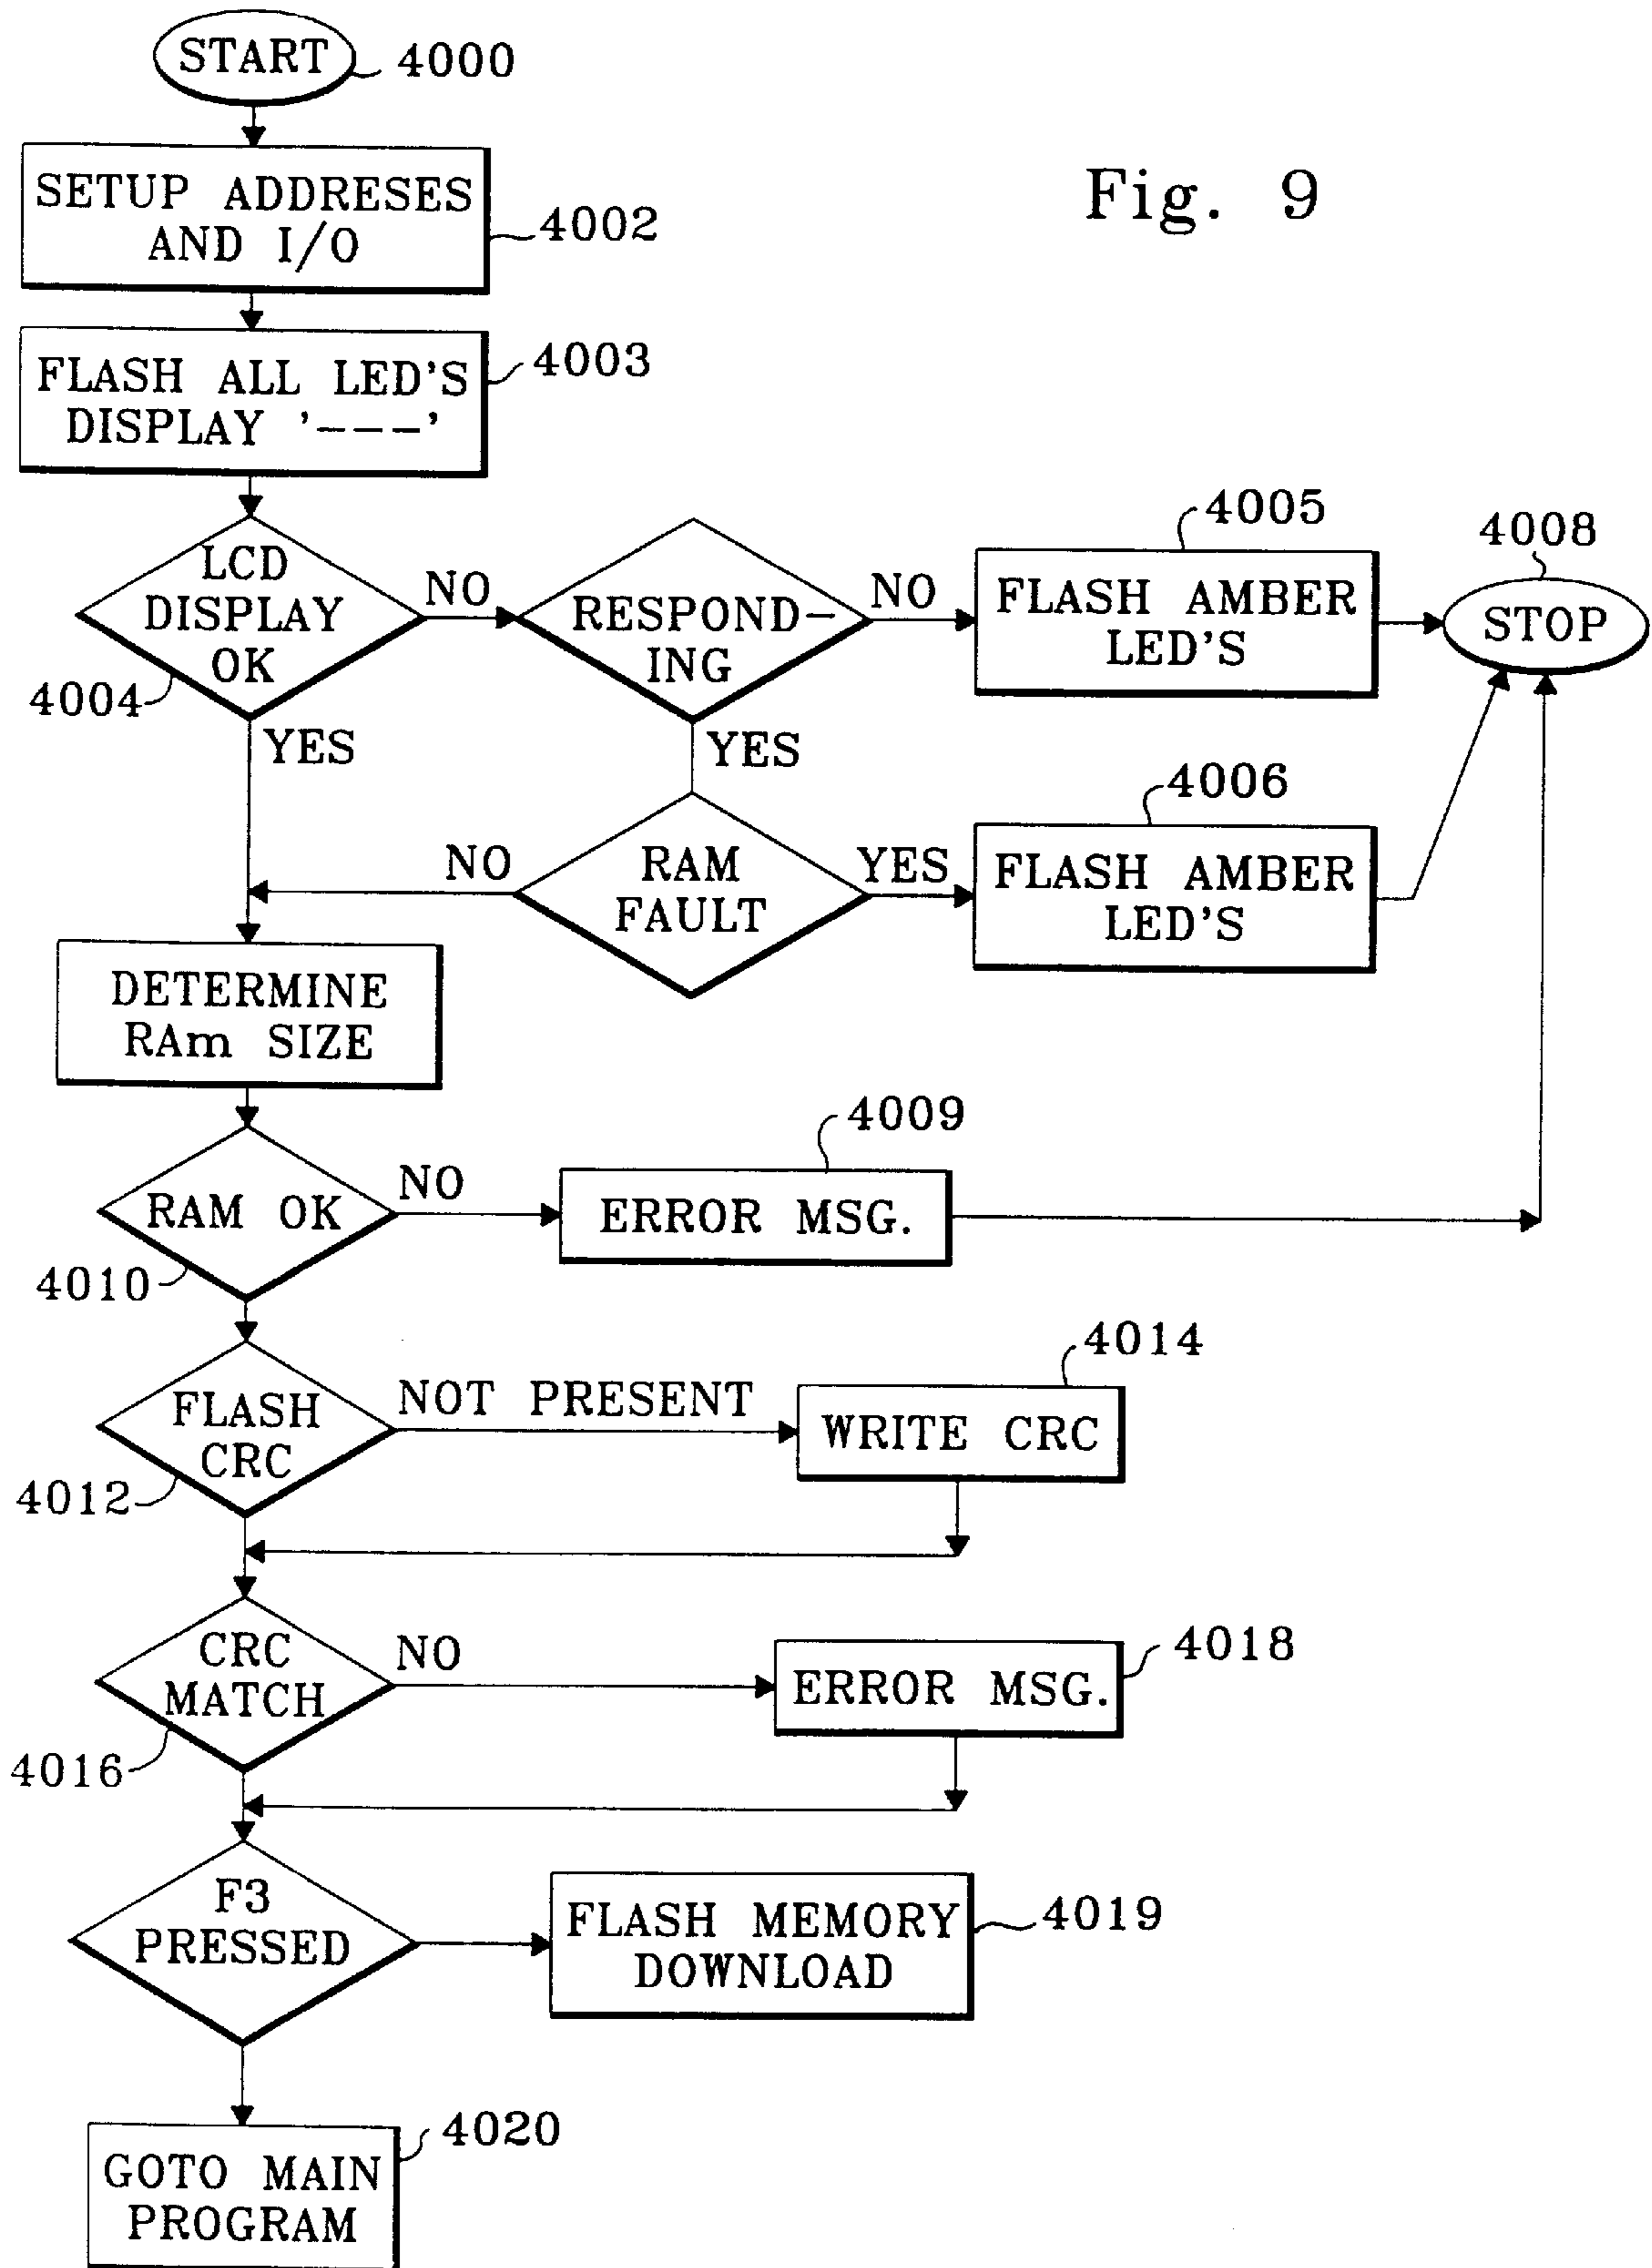 START
4000
Fig. 9
SETUP ADDRESES
AND I/O
4002
FLASH ALL LED'S
DISPLAY '---'
4003
LCD
DISPLAY
OK
4004
NO
YES
RESPOND-
ING
NO
YES
4005
FLASH AMBER
LED'S
4008
STOP
RAM
FAULT
NO
YES
4006
FLASH AMBER
LED'S
DETERMINE
RAm SIZE
RAM OK
4010
NO
4009
ERROR MSG.
FLASH
CRC
4012
NOT PRESENT
4014
WRITE CRC
CRC
MATCH
4016
NO
4018
ERROR MSG.
F3
PRESSED
FLASH MEMORY
DOWNLOAD
4019
GOTO MAIN
PROGRAM
4020